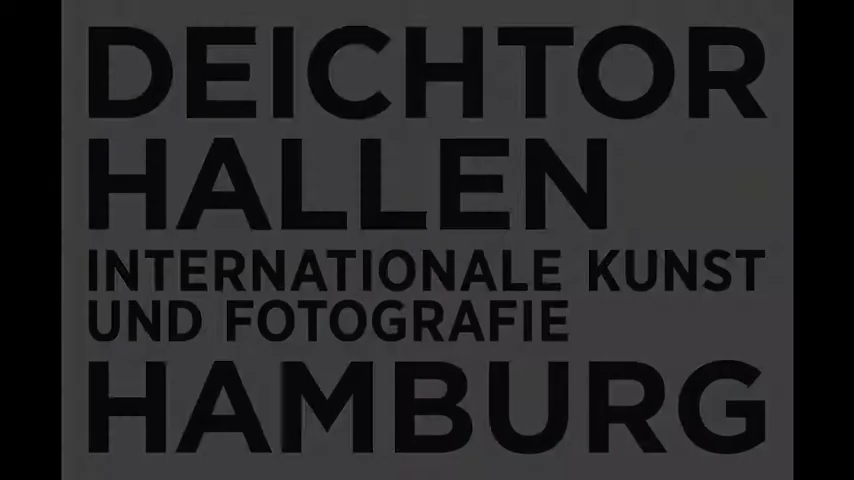 DEICHTOR
HALLEN
INTERNATIONALE KUNST
UND FOTOGRAFIE
HAMBURG